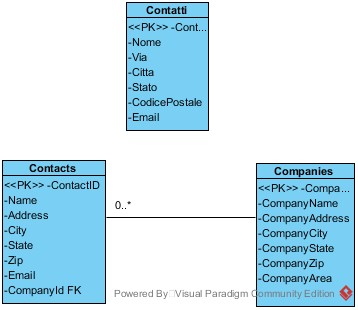 Contatti
<<PK>> -Cont...
-Nome
-Via
-Citta
-Stato
-CodicePostale
-Email
Contacts
<<PK>> -ContactID
-Name
-Address
-City
-State
-Zip
-Email
-CompanyId FK
0..*
Companies
<<PK>> -Compa...
-CompanyName
-CompanyAddress
-CompanyCity
-CompanyState
-CompanyZip
-CompanyArea
Powered By Visual Paradigm Community Edition